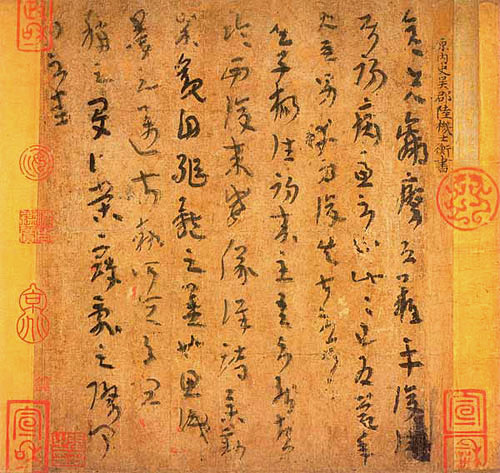 原內史吳郡陸機士衡書
彥先羸瘵恐難平復往屬
初病慮不止此此已為慶承
使唯男幸為復失前憂耳吳
子楊往初來主吾不能盡
臨西復來威儀詳跱舉動
成觀自軀體之美也思識
量之邁前勢所恒有宜
稱之夏伯榮寇亂之際聞
問不悉